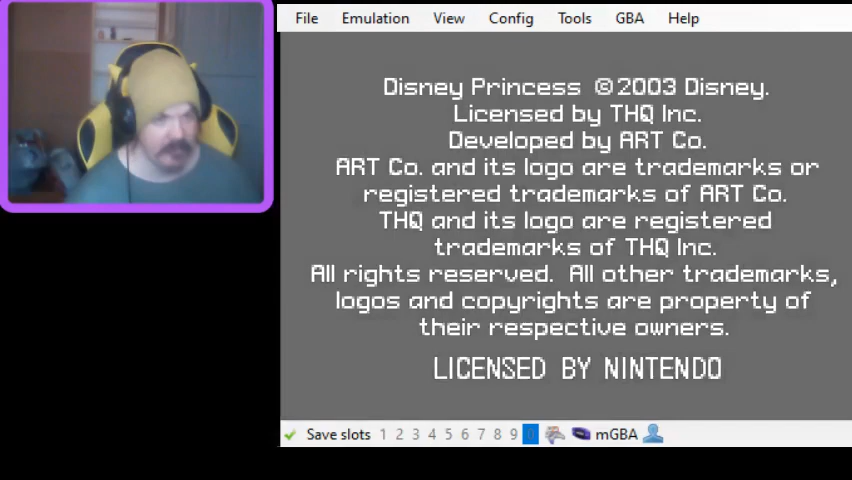 File Emulation View Config Tools GBA Help
Disney Princess ©2003 Disney.
Licensed by THQ Inc.
Developed by ART Co.
ART Co. and its logo are trademarks or
registered trademarks of ART Co.
THQ and its logo are registered
trademarks of THQ Inc.
All rights reserved. All other trademarks,
logos and copyrights are property of
their respective owners.
LICENSED BY NINTENDO
Save slots 1 2 3 4 5 6 7 8 9 0 mGBA